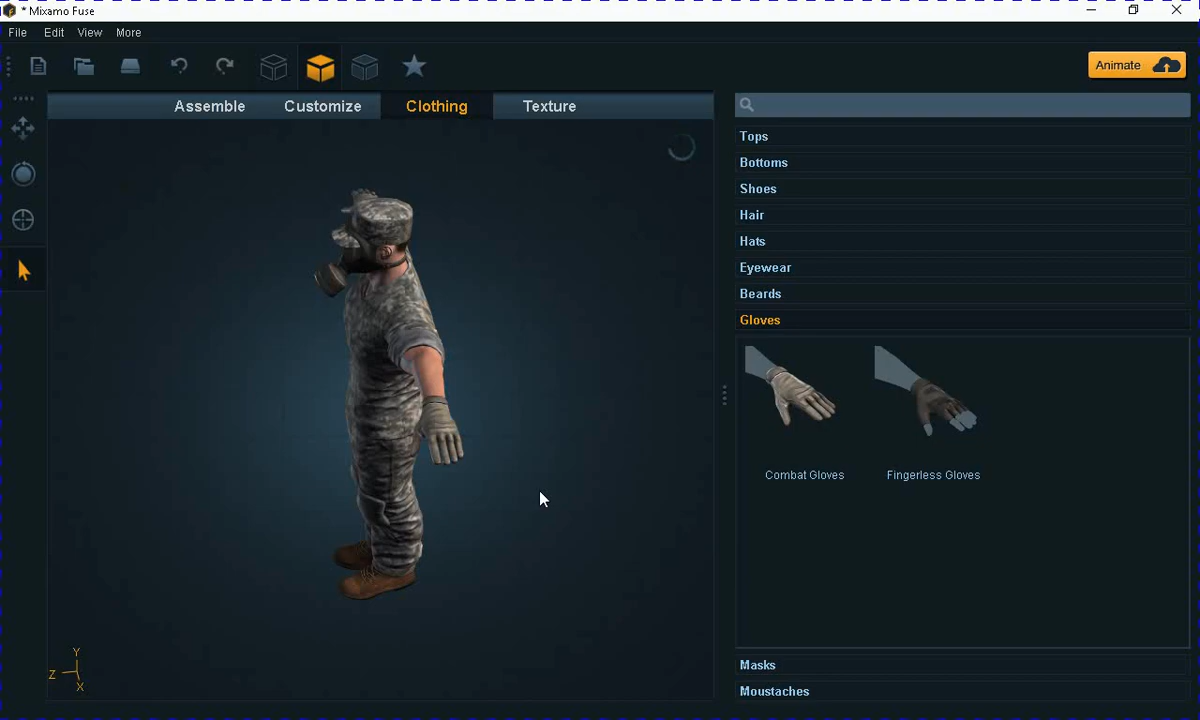 * Mixamo Fuse
File Edit View More
Animate
Assemble Customize Clothing Texture
Tops
Bottoms
Shoes
Hair
Hats
Eyewear
Beards
Gloves
Combat Gloves Fingerless Gloves
Masks
Moustaches
Y
Z
X